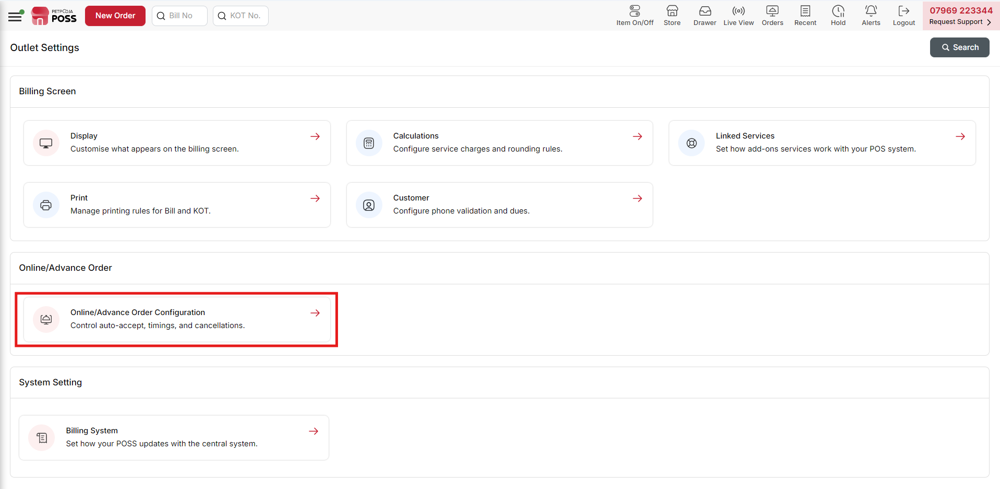 PETPOOJA
POSS
New Order
Bill No
KOT No.
Item On/Off
Store
Drawer
Live View
Orders
Recent
Hold
Alerts
Logout
07969 223344
Request Support
Outlet Settings
Search
Billing Screen
Display
Customise what appears on the billing screen.
Calculations
Configure service charges and rounding rules.
Linked Services
Set how add-ons services work with your POS system.
Print
Manage printing rules for Bill and KOT.
Customer
Configure phone validation and dues.
Online/Advance Order
Online/Advance Order Configuration
Control auto-accept, timings, and cancellations.
System Setting
Billing System
Set how your POSS updates with the central system.